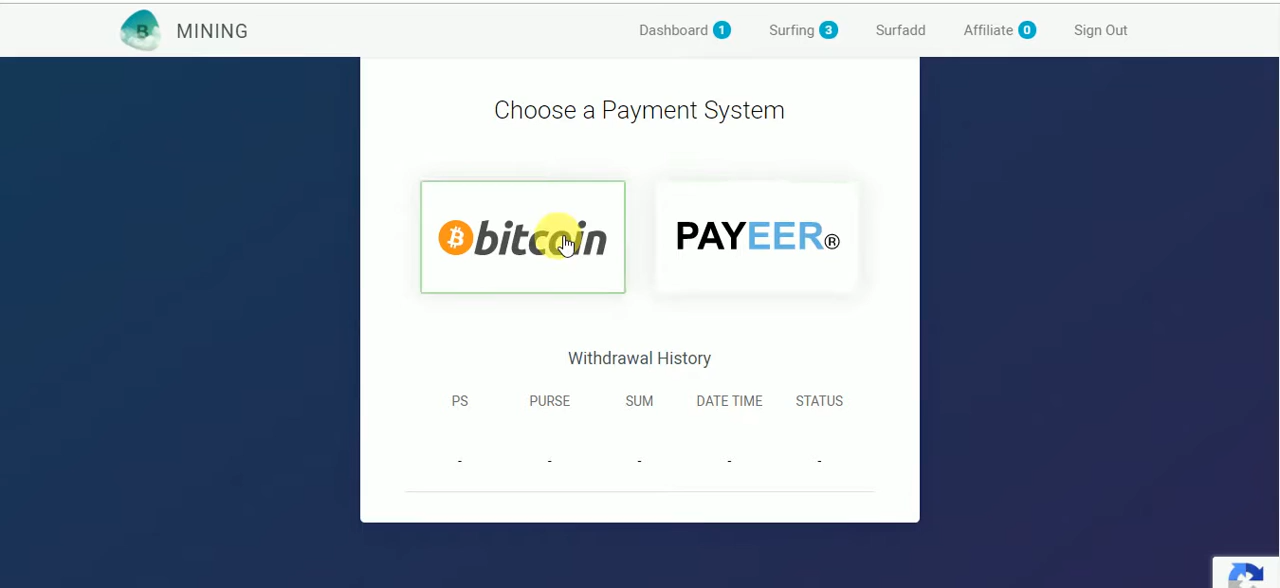 B MINING Dashboard 1 Surfing 3 Surfadd Affiliate 0 Sign Out
Choose a Payment System
bitcoin PAYEER®
Withdrawal History
PS PURSE SUM DATE TIME STATUS
- - - - -